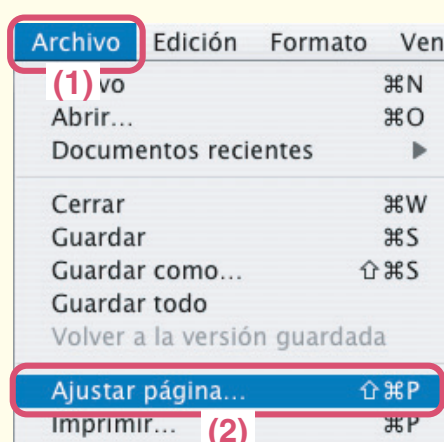 Archivo Edición Formato Ven
(1) vo ⌘N
Abrir... ⌘O
Documentos recientes ▶
Cerrar ⌘W
Guardar ⌘S
Guardar como... ⇧⌘S
Guardar todo
Volver a la versión guardada
Ajustar página... ⇧⌘P
Imprimir... ⌘P
(2)